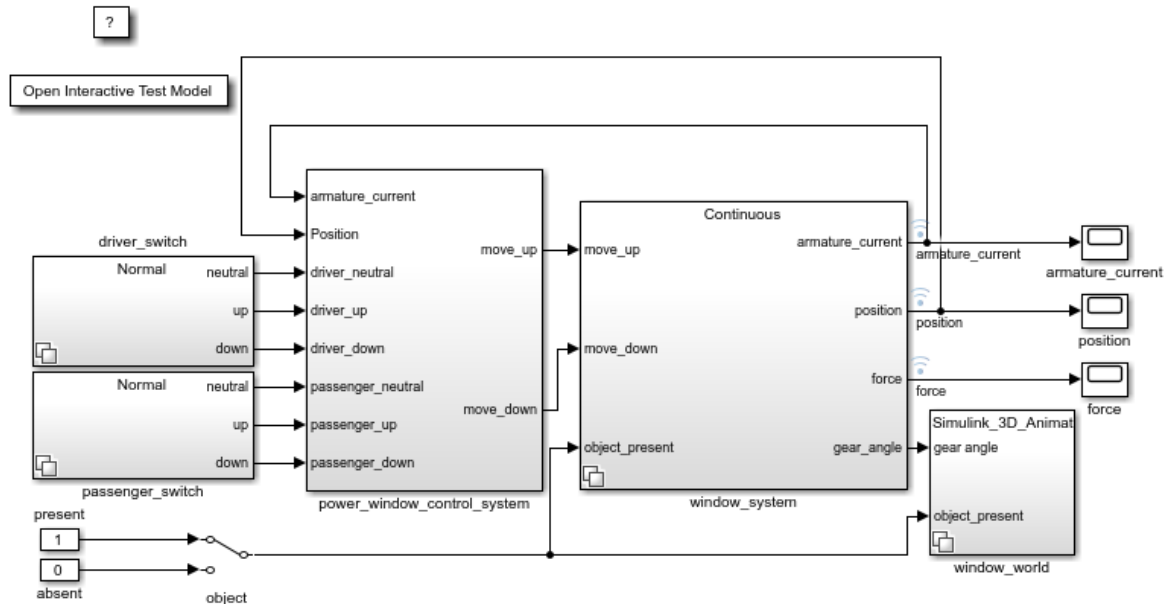 ?
Open Interactive Test Model
driver_switch
Normal
neutral
up
down
Normal
neutral
up
down
passenger_switch
present
1
0
absent
object
armature_current
Position
driver_neutral
driver_up
driver_down
passenger_neutral
passenger_up
passenger_down
move_up
move_down
power_window_control_system
Continuous
move_up
move_down
object_present
armature_current
position
force
gear_angle
window_system
armature_current
position
force
armature_current
position
force
Simulink_3D_Animat
gear angle
object_present
window_world